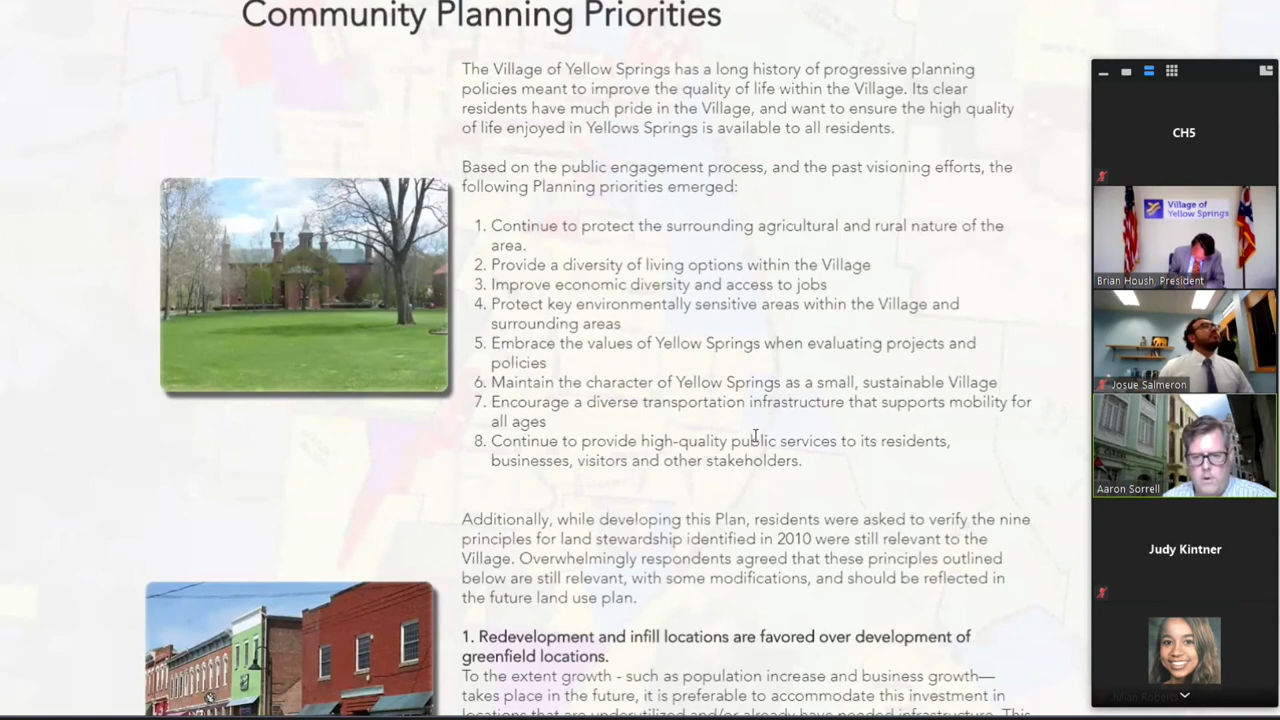 Community Planning Priorities
The Village of Yellow Springs has a long history of progressive planning
policies meant to improve the quality of life within the Village. Its clear
residents have much pride in the Village, and want to ensure the high quality
of life enjoyed in Yellows Springs is available to all residents.
Based on the public engagement process, and the past visioning efforts, the
following Planning priorities emerged:
1. Continue to protect the surrounding agricultural and rural nature of the
area.
2. Provide a diversity of living options within the Village
3. Improve economic diversity and access to jobs
4. Protect key environmentally sensitive areas within the Village and
surrounding areas
5. Embrace the values of Yellow Springs when evaluating projects and
policies
6. Maintain the character of Yellow Springs as a small, sustainable Village
7. Encourage a diverse transportation infrastructure that supports mobility for
all ages
8. Continue to provide high-quality public services to its residents,
businesses, visitors and other stakeholders.
Additionally, while developing this Plan, residents were asked to verify the nine
principles for land stewardship identified in 2010 were still relevant to the
Village. Overwhelmingly respondents agreed that these principles outlined
below are still relevant, with some modifications, and should be reflected in
the future land use plan.
1. Redevelopment and infill locations are favored over development of
greenfield locations.
To the extent growth - such as population increase and business growth—
takes place in the future, it is preferable to accommodate this investment in
locations that are underutilized and/or already have needed infrastructure. This
CH5
Village of
Yellow Springs
Brian Housh, President
Josue Salmeron
Aaron Sorrell
Judy Kintner